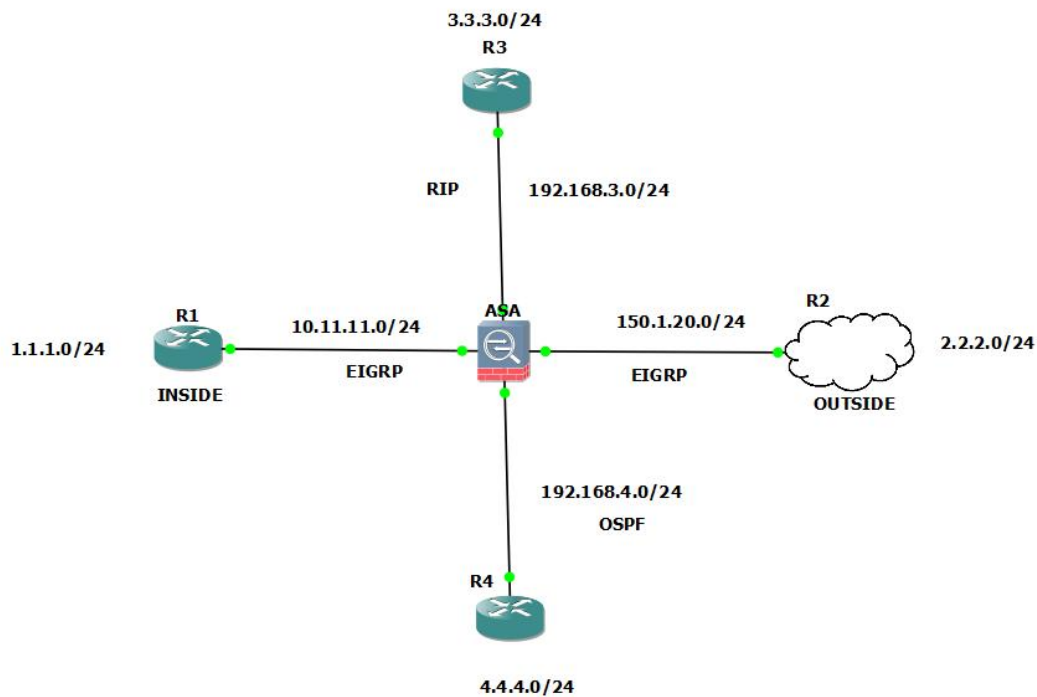 3.3.3.0/24
R3
RIP
192.168.3.0/24
ASA
R1
10.11.11.0/24
150.1.20.0/24
R2
1.1.1.0/24
2.2.2.0/24
EIGRP
EIGRP
INSIDE
OUTSIDE
192.168.4.0/24
OSPF
R4
4.4.4.0/24